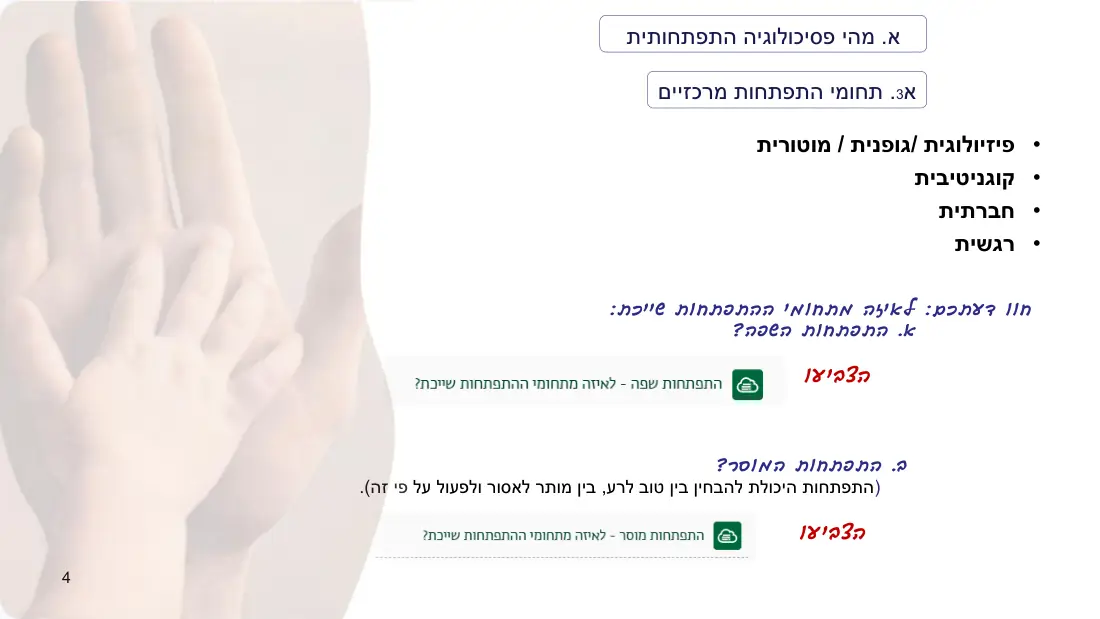 א. מהי פסיכולוגיה התפתחותית
א3. תחומי התפתחות מרכזיים
• פיזיולוגית /גופנית / מוטורית
• קוגניטיבית
• חברתית
• רגשית
חוו דעתכם: לאיזה מתחומי ההתפתחות שייכת:
א. התפתחות השפה?
הצביעו
התפתחות שפה - לאיזה מתחומי ההתפתחות שייכת?
ב. התפתחות המוסר?
(התפתחות היכולת להבחין בין טוב לרע, בין מותר לאסור ולפעול על פי זה).
הצביעו
התפתחות מוסר - לאיזה מתחומי ההתפתחות שייכת?
4